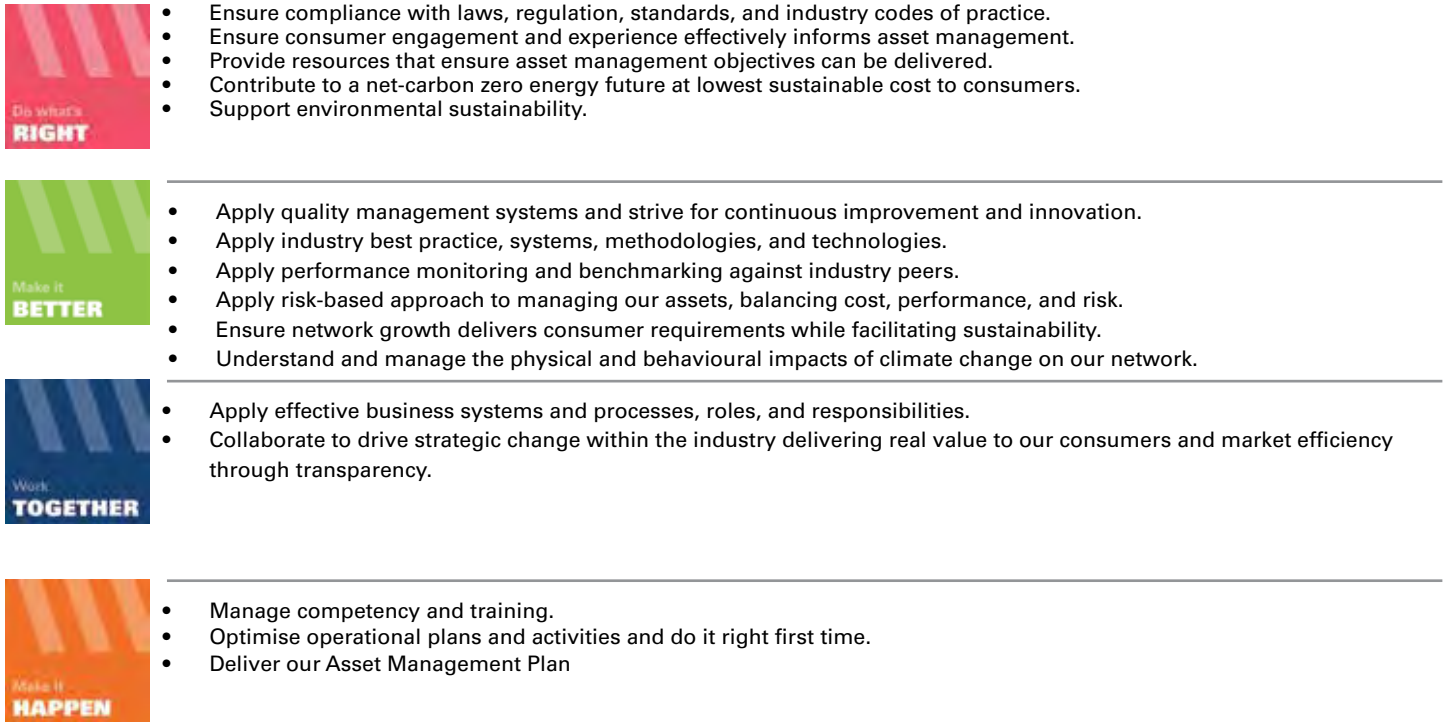 • Ensure compliance with laws, regulation, standards, and industry codes of practice.
• Ensure consumer engagement and experience effectively informs asset management.
• Provide resources that ensure asset management objectives can be delivered.
• Contribute to a net-carbon zero energy future at lowest sustainable cost to consumers.
• Support environmental sustainability.
Do what's
RIGHT
• Apply quality management systems and strive for continuous improvement and innovation.
• Apply industry best practice, systems, methodologies, and technologies.
• Apply performance monitoring and benchmarking against industry peers.
• Apply risk-based approach to managing our assets, balancing cost, performance, and risk.
• Ensure network growth delivers consumer requirements while facilitating sustainability.
• Understand and manage the physical and behavioural impacts of climate change on our network.
Make it
BETTER
• Apply effective business systems and processes, roles, and responsibilities.
• Collaborate to drive strategic change within the industry delivering real value to our consumers and market efficiency
through transparency.
Work
TOGETHER
• Manage competency and training.
• Optimise operational plans and activities and do it right first time.
• Deliver our Asset Management Plan
Make it
HAPPEN